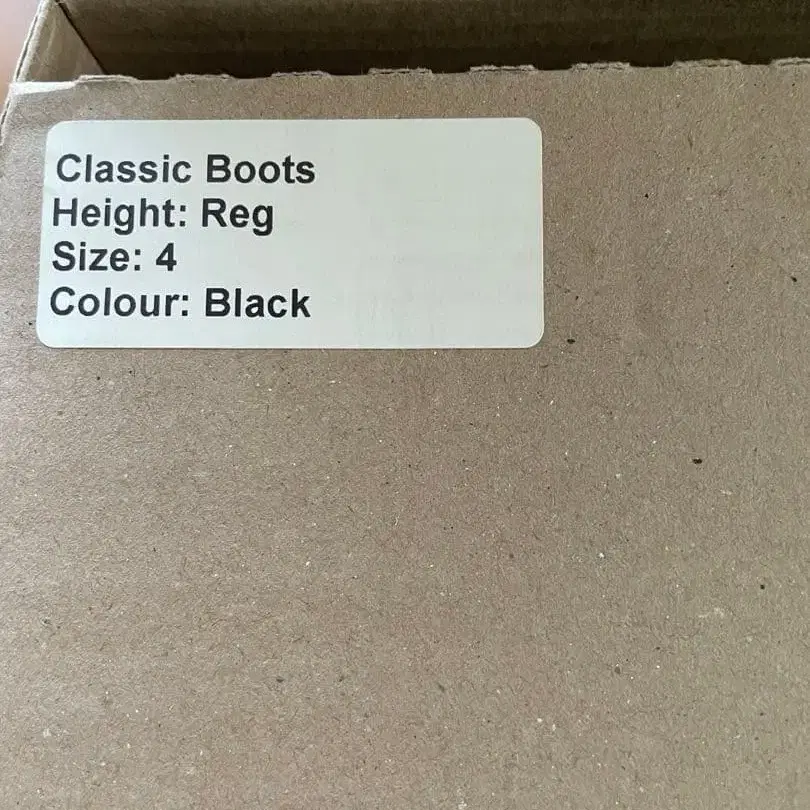 Classic Boots
Height: Reg
Size: 4
Colour: Black